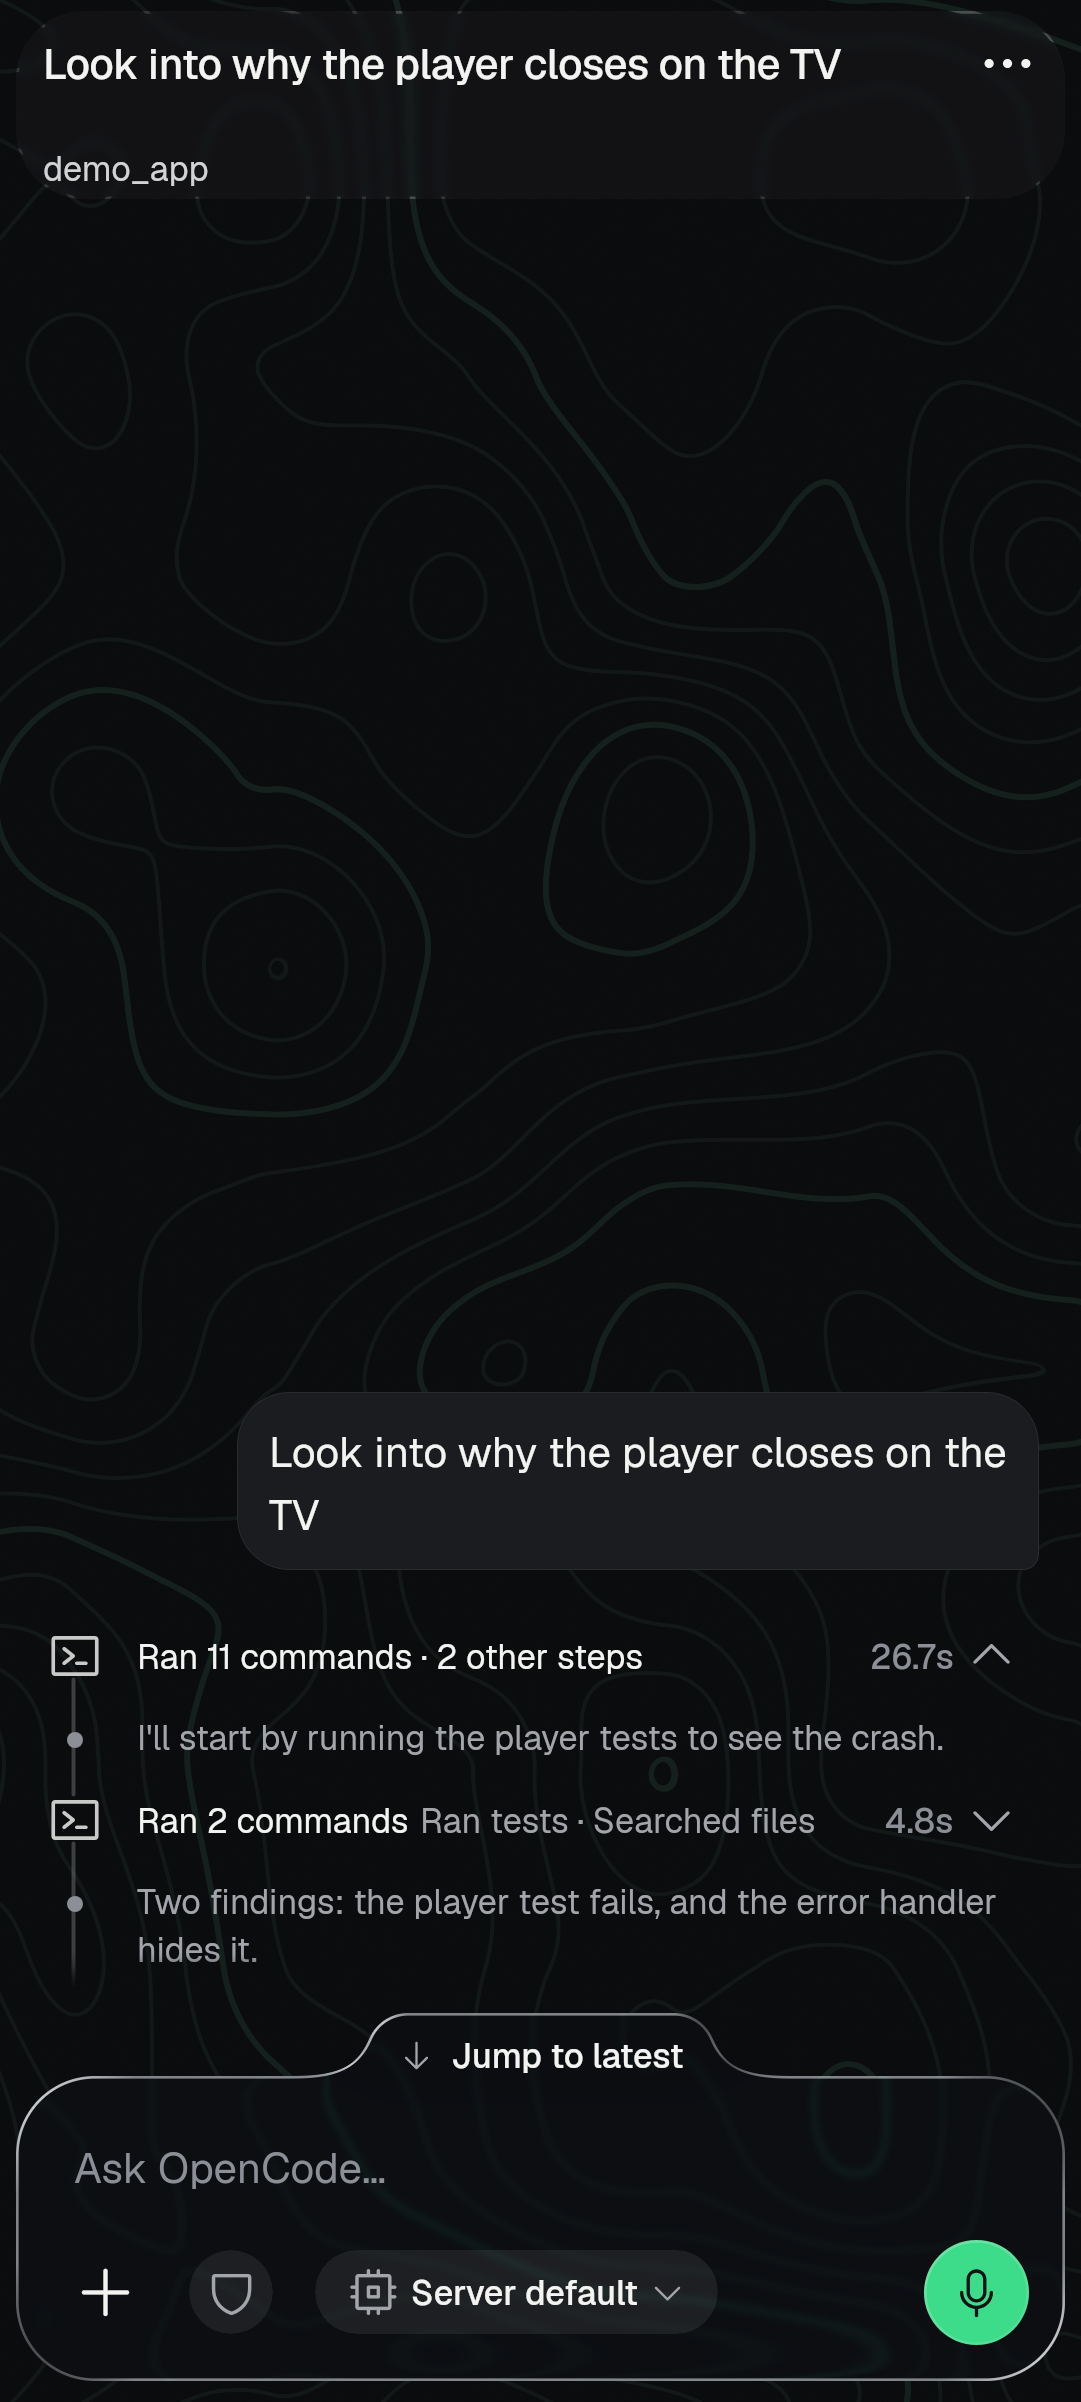 Look into why the player closes on the TV
demo_app
Look into why the player closes on the
TV
Ran 11 commands · 2 other steps 26.7s
I'll start by running the player tests to see the crash.
Ran 2 commands Ran tests · Searched files 4.8s
Two findings: the player test fails, and the error handler
hides it.
Jump to latest
Ask OpenCode...
Server default